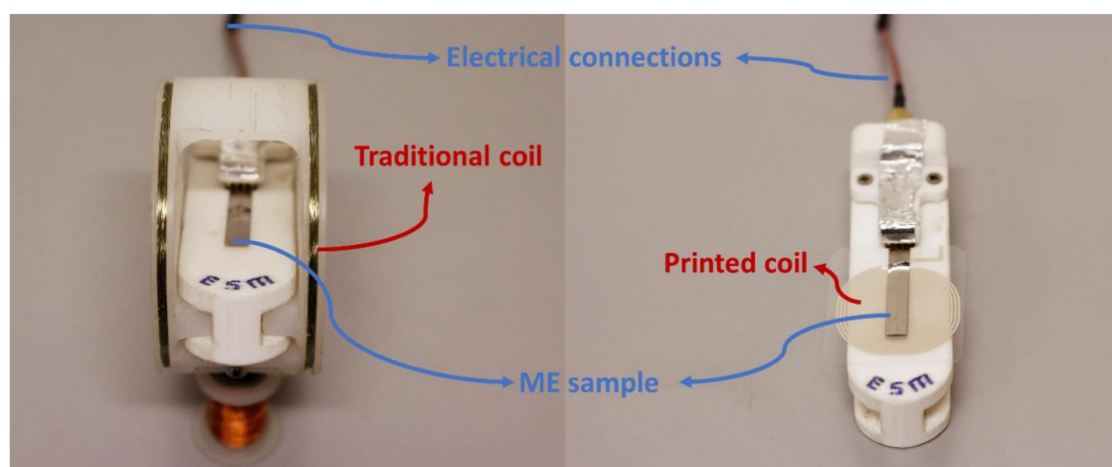 Electrical connections
Traditional coil
Printed coil
ESM
ESM
ME sample